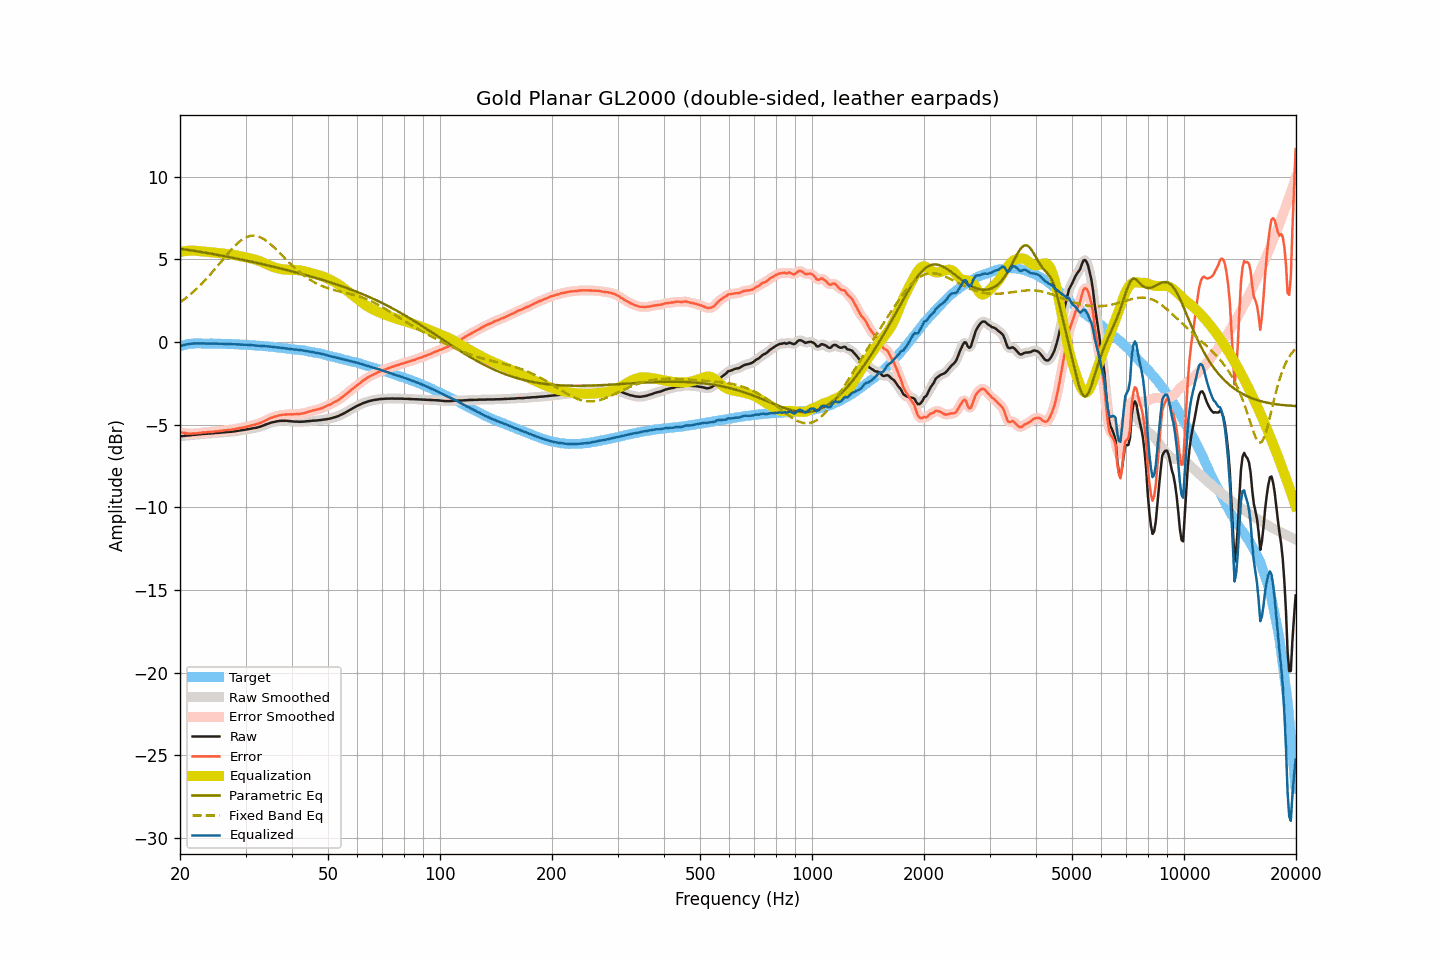 Gold Planar GL2000 (double-sided, leather earpads)
10
5
0
−5
−10
−15
−20
−25
−30
Amplitude (dBr)
Target
Raw Smoothed
Error Smoothed
Raw
Error
Equalization
Parametric Eq
Fixed Band Eq
Equalized
20 50 100 200 500 1000 2000 5000 10000 20000
Frequency (Hz)